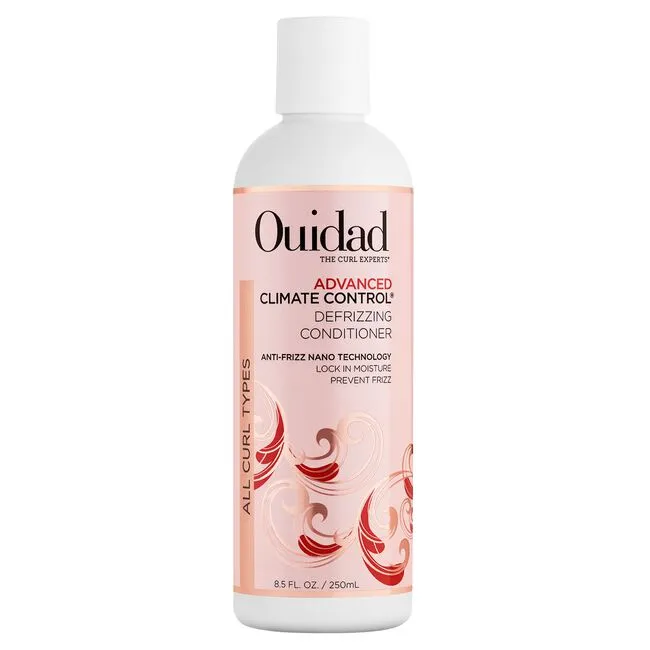 Ouidad
THE CURL EXPERTS®
ADVANCED
CLIMATE CONTROL®
DEFRIZZING
CONDITIONER
ANTI-FRIZZ NANO TECHNOLOGY
LOCK IN MOISTURE
PREVENT FRIZZ
ALL CURL TYPES
8.5 FL. OZ. / 250mL